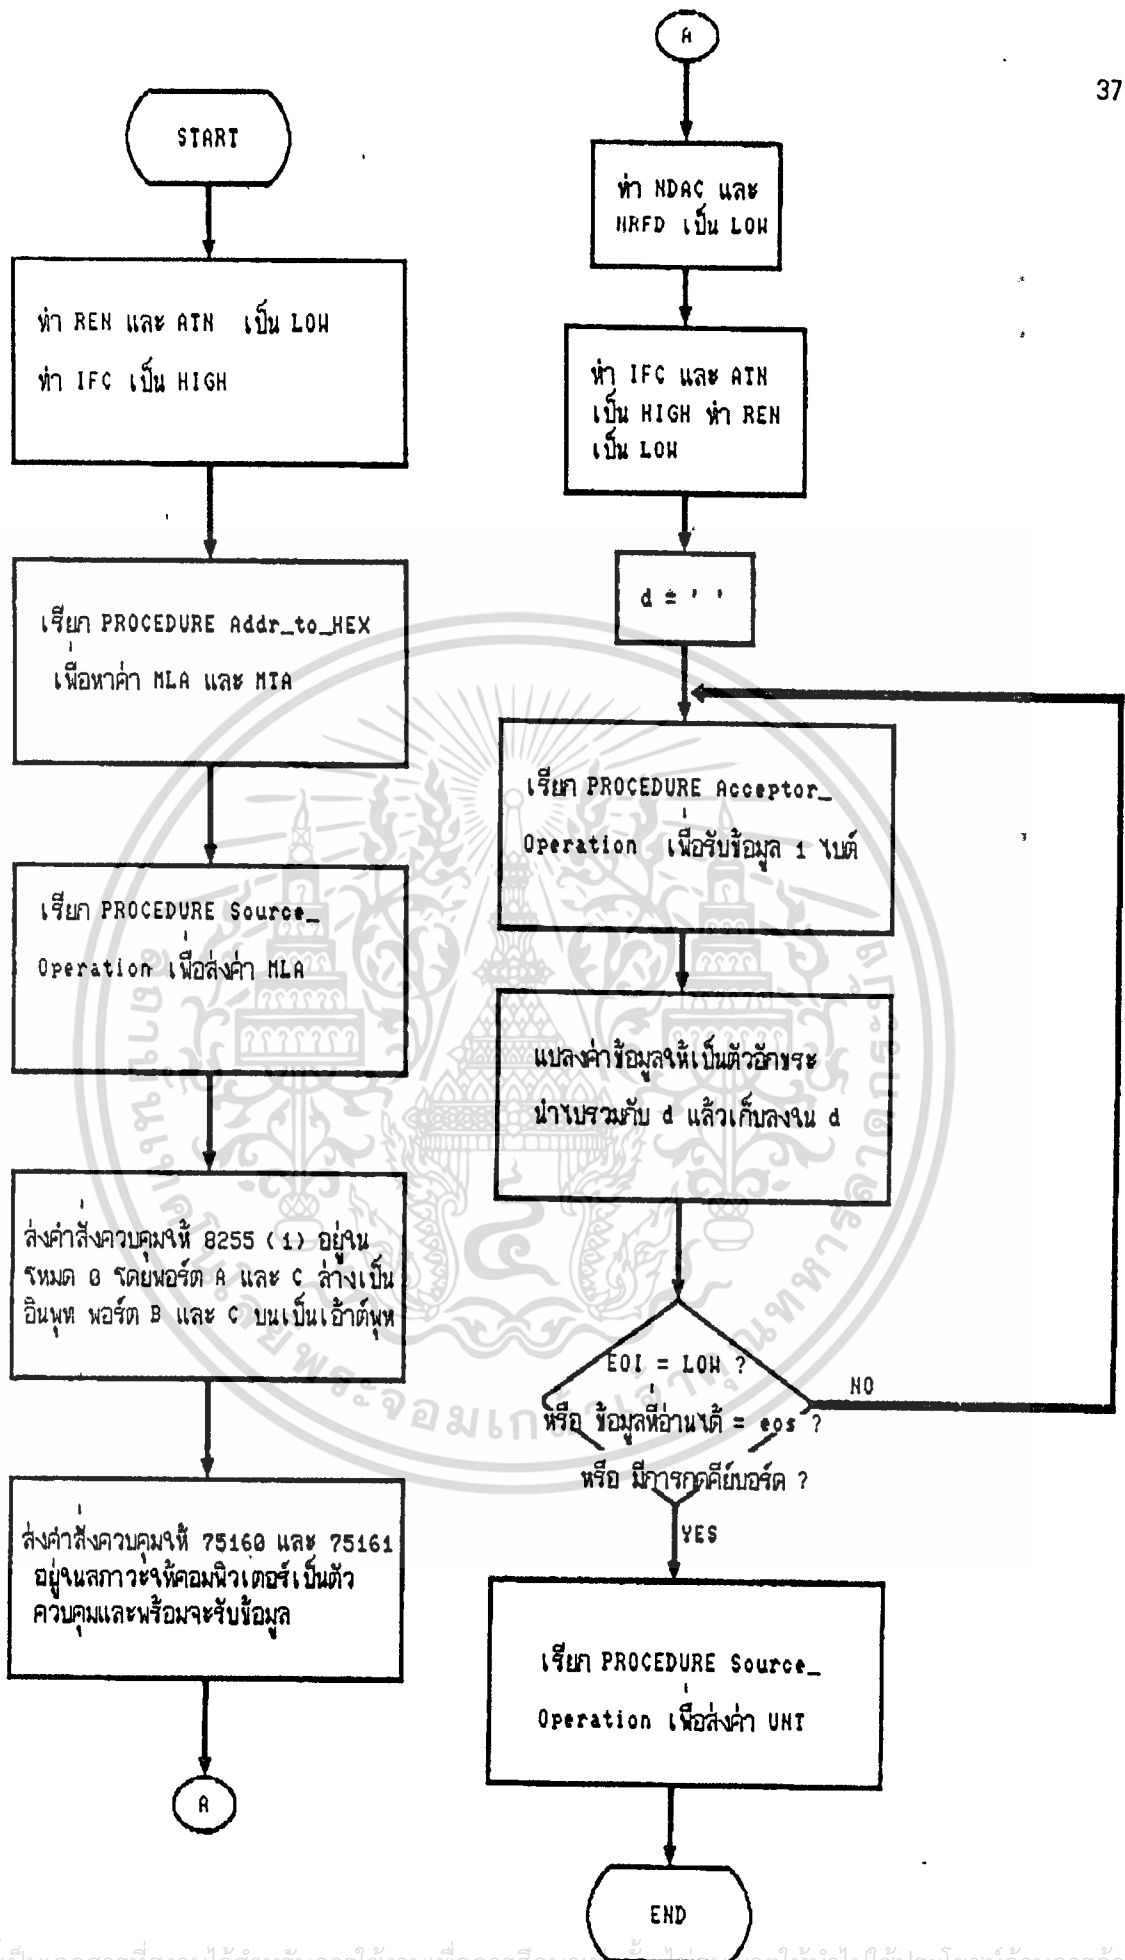 37
START
ทำ REN และ ATN เป็น LOW
ทำ IFC เป็น HIGH
เรียก PROCEDURE Addr_to_HEX
เพื่อหาค่า MLA และ MTA
เรียก PROCEDURE Source_
Operation เพื่อส่งค่า MLA
ส่งคำสั่งควบคุมให้ 8255 (1) อยู่ใน
โหมด 0 โดยพอร์ต A และ C ล่างเป็น
อินพุท พอร์ต B และ C บนเป็นเอ้าต์พุท
ส่งคำสั่งควบคุมให้ 75160 และ 75161
อยู่ในสภาวะให้คอมพิวเตอร์เป็นตัว
ควบคุมและพร้อมจะรับข้อมูล
A
A
ทำ NDAC และ
NRFD เป็น LOW
ทำ IFC และ ATN
เป็น HIGH ทำ REN
เป็น LOW
d = ' '
เรียก PROCEDURE Acceptor_
Operation เพื่อรับข้อมูล 1 ไบต์
แปลงค่าข้อมูลให้เป็นตัวอักขระ
นำไปรวมกับ d แล้วเก็บลงใน d
EOI = LOW ?
หรือ ข้อมูลที่อ่านได้ = eos ?
หรือ มีการกดคีย์บอร์ด ?
NO
YES
เรียก PROCEDURE Source_
Operation เพื่อส่งค่า UNT
END